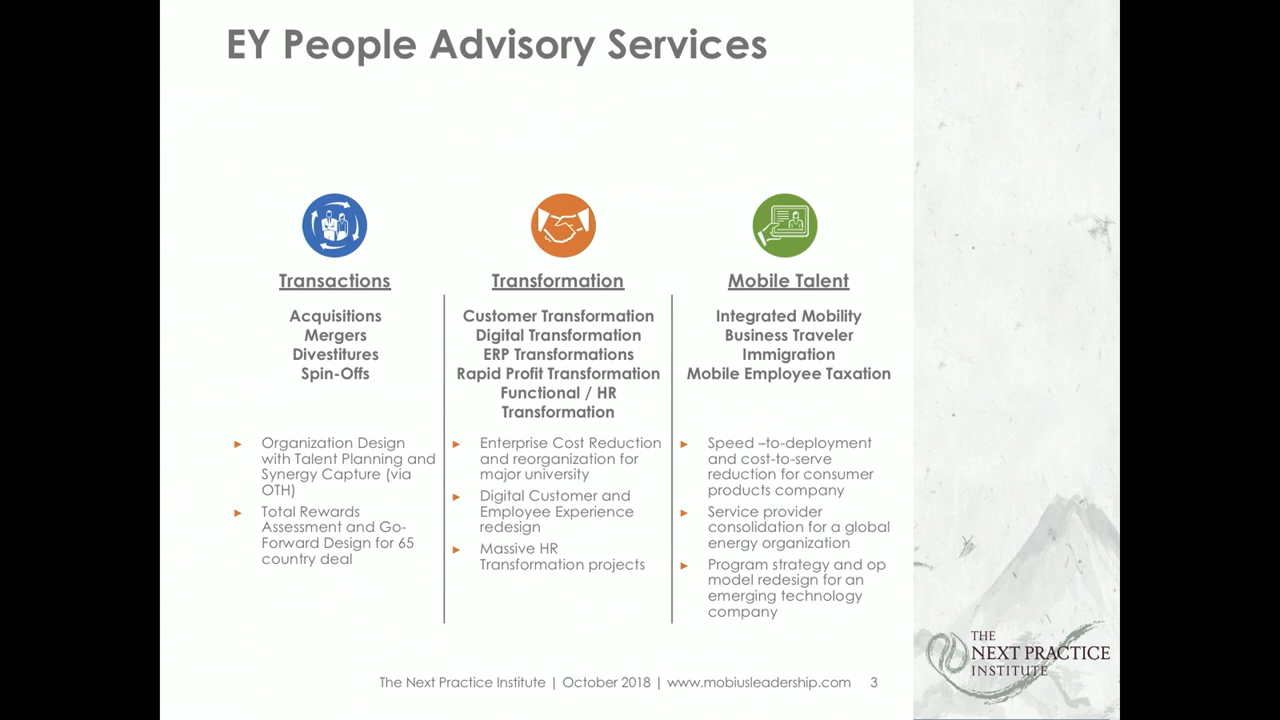 EY People Advisory Services
Transactions
Acquisitions
Mergers
Divestitures
Spin-Offs
Organization Design
with Talent Planning and
Synergy Capture (via
OTH)
Total Rewards
Assessment and Go-
Forward Design for 65
country deal
Transformation
Customer Transformation
Digital Transformation
ERP Transformations
Rapid Profit Transformation
Functional / HR
Transformation
Enterprise Cost Reduction
and reorganization for
major university
Digital Customer and
Employee Experience
redesign
Massive HR
Transformation projects
Mobile Talent
Integrated Mobility
Business Traveler
Immigration
Mobile Employee Taxation
Speed –to-deployment
and cost-to-serve
reduction for consumer
products company
Service provider
consolidation for a global
energy organization
Program strategy and op
model redesign for an
emerging technology
company
The Next Practice Institute | October 2018 | www.mobiusleadership.com 3
THE
NEXT PRACTICE
INSTITUTE